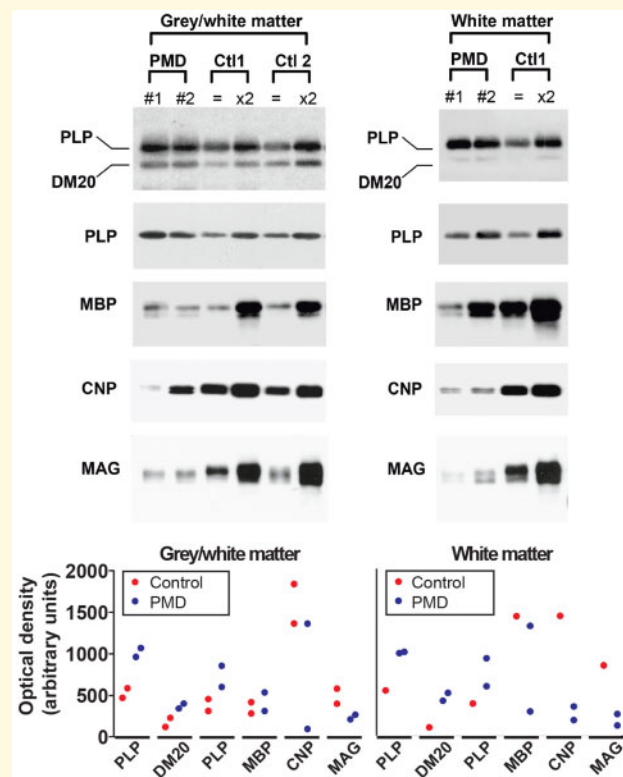 Grey/white matter
PMD Ctl1 Ctl 2
#1 #2 = x2 = x2
PLP
DM20
PLP
MBP
CNP
MAG
White matter
PMD Ctl1
#1 #2 = x2
PLP
DM20
PLP
MBP
CNP
MAG
Grey/white matter
White matter
Optical density
(arbitrary units)
2000
1500
1000
500
0
Control
PMD
Control
PMD
PLP DM20 PLP MBP CNP MAG
PLP DM20 PLP MBP CNP MAG